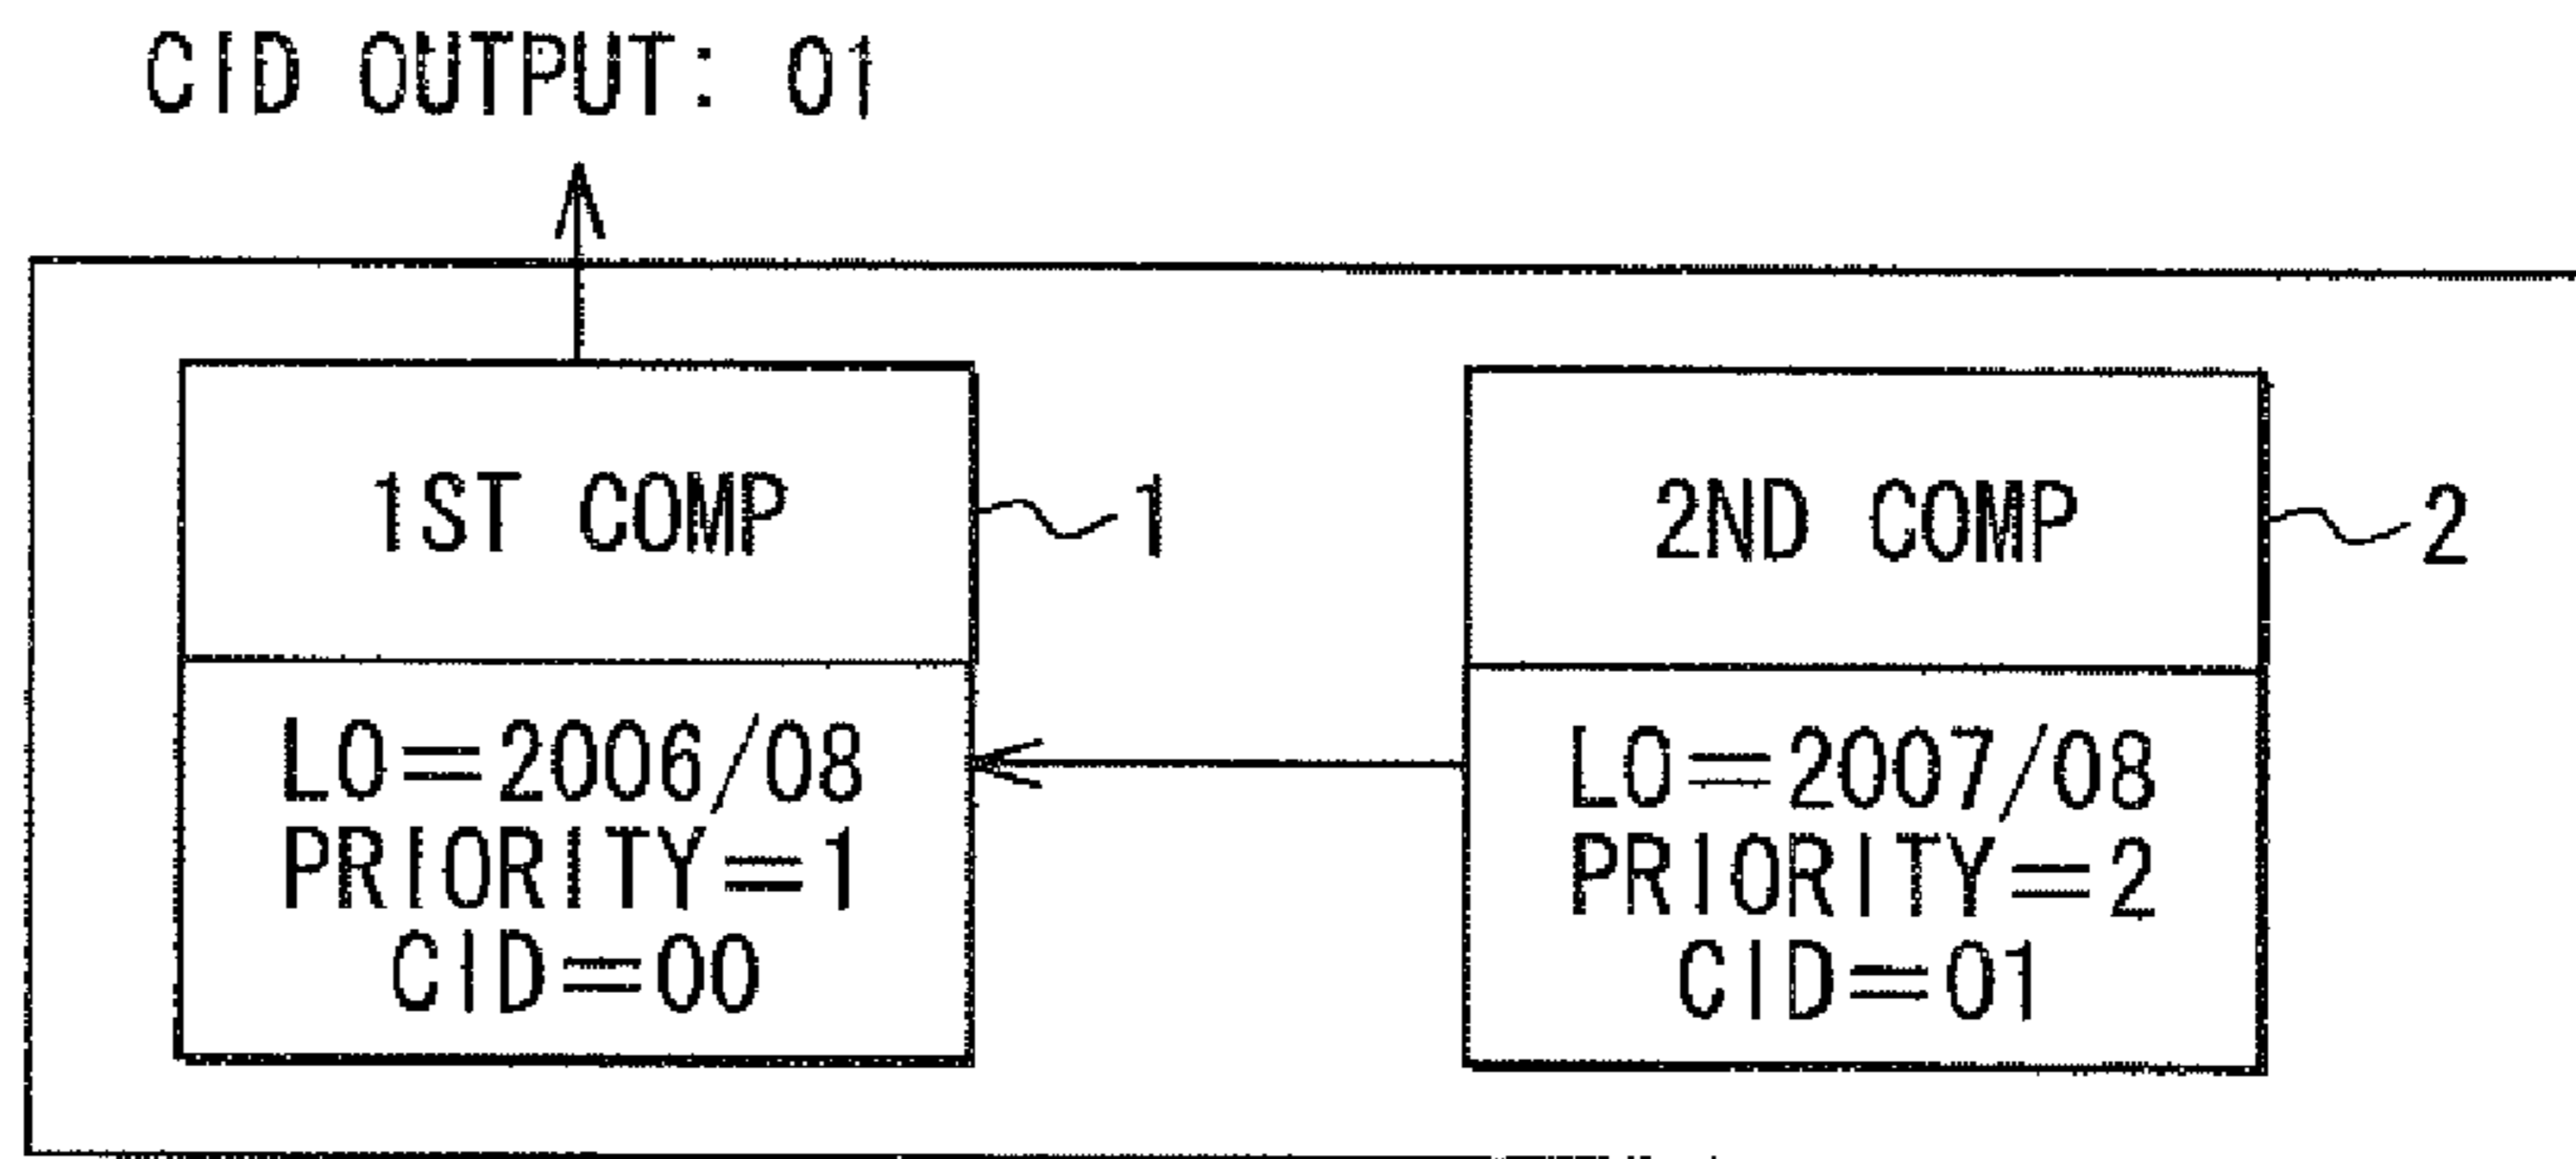 CID OUTPUT: 01
1ST COMP
1
LO=2006/08
PRIORITY=1
CID=00
2ND COMP
2
LO=2007/08
PRIORITY=2
CID=01